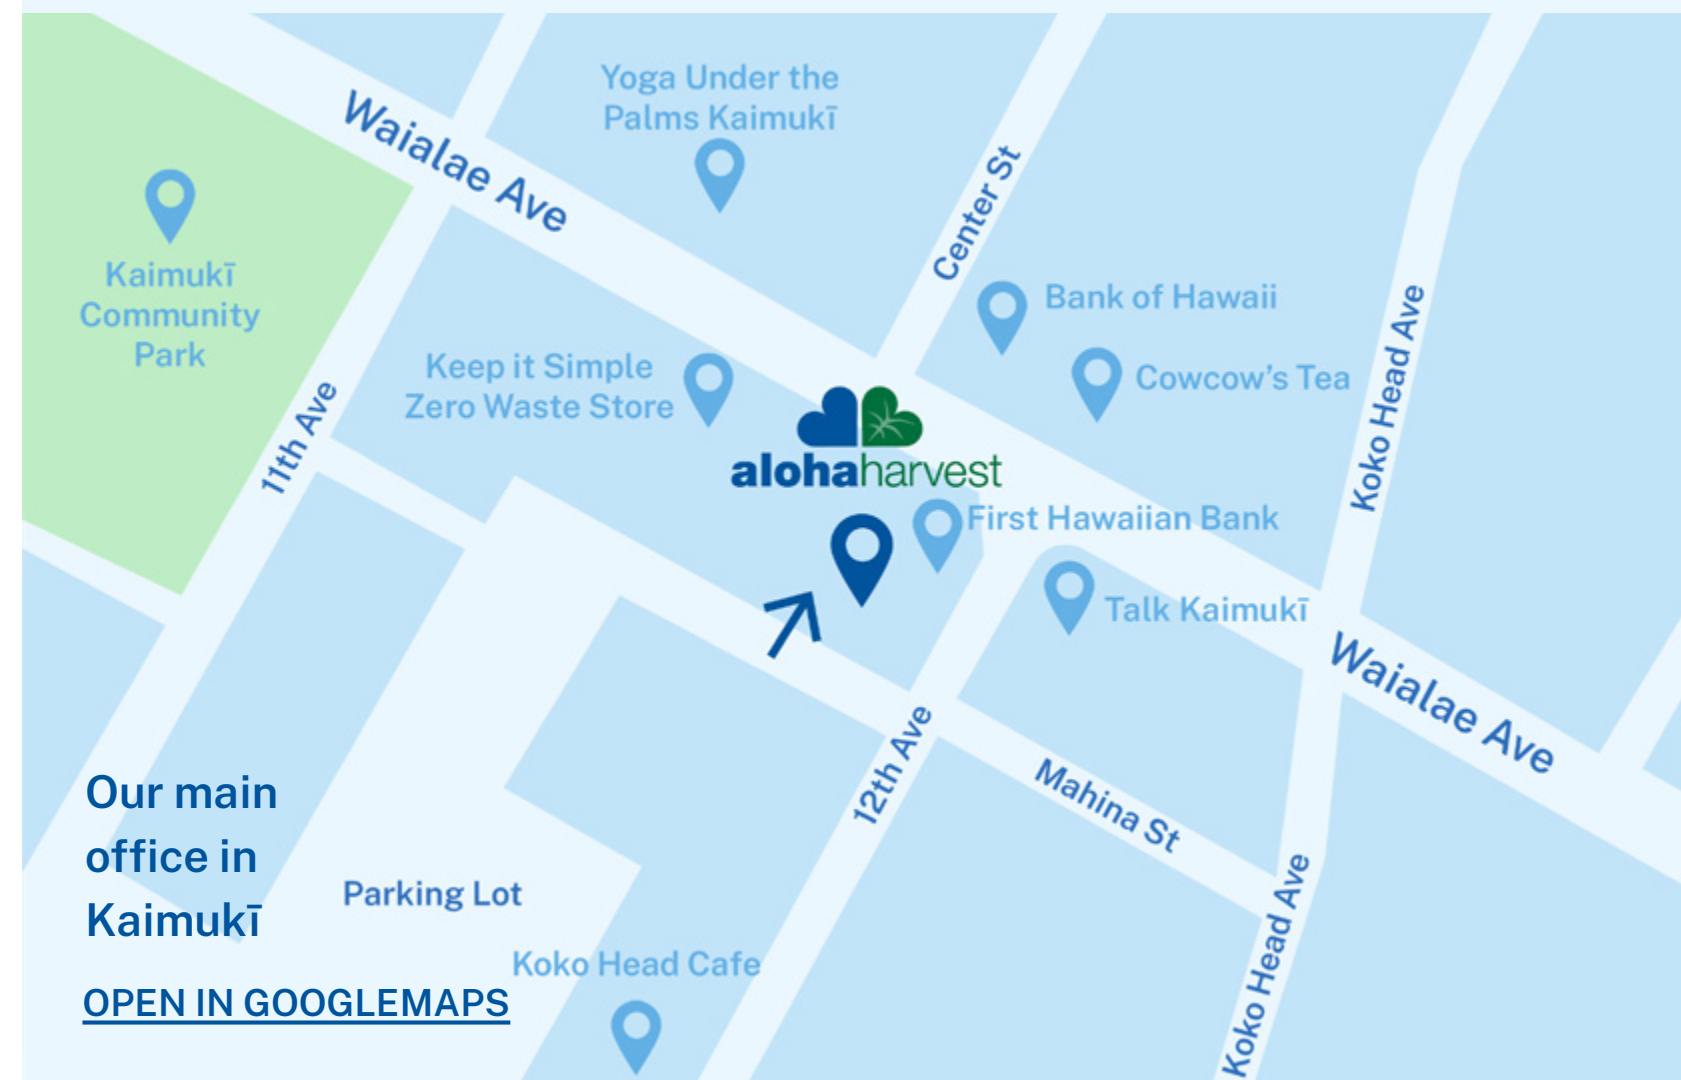 Yoga Under the
Palms Kaimukī
Waialae Ave
Center St
Kaimukī
Community
Park
Bank of Hawaii
Cowcow's Tea
Koko Head Ave
Keep it Simple
Zero Waste Store
11th Ave
alohaharvest
First Hawaiian Bank
Talk Kaimukī
Waialae Ave
12th Ave
Mahina St
Our main
office in
Kaimukī
Parking Lot
Koko Head Ave
Koko Head Cafe
OPEN IN GOOGLEMAPS